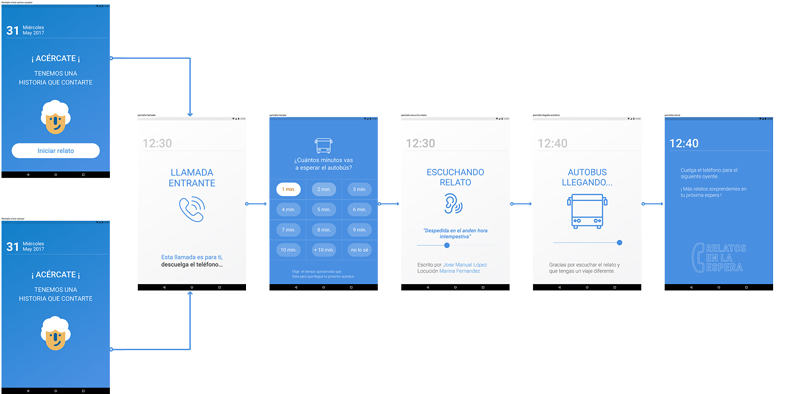 31 Miércoles
May 2017
¡ ACÉRCATE ¡
TENEMOS UNA
HISTORIA QUE CONTARTE
Iniciar relato
31 Miércoles
May 2017
¡ ACÉRCATE ¡
TENEMOS UNA
HISTORIA QUE CONTARTE
12:30
LLAMADA
ENTRANTE
Esta llamada es para ti,
descuelga el teléfono...
¿Cuántos minutos vas
a esperar el autobús?
1 min.
2 min.
3 min.
4 min.
5 min.
6 min.
7 min.
8 min.
9 min.
10 min.
+ 10 min.
no lo sé
12:30
ESCUCHANDO
RELATO
"Despedida en el anden hora
intempestiva"
Escrito por Jose Manuel López
Locución Marina Fernandez
12:40
AUTOBUS
LLEGANDO...
Gracias por escuchar el relato y
que tengas un viaje diferente.
12:40
Cuelga el teléfono para el
siguiente oyente.
¡ Más relatos sorprendentes en
tu próxima espera !
RELATOS
EN LA
ESPERA